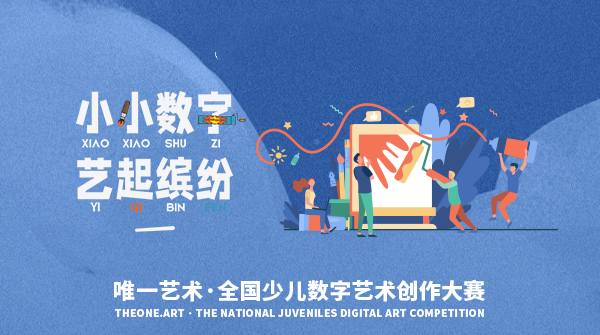 小小数字
XIAO XIAO SHU ZI
艺起缤纷
YI QI BIN
唯一艺术·全国少儿数字艺术创作大赛
THEONE.ART · THE NATIONAL JUVENILES DIGITAL ART COMPETITION